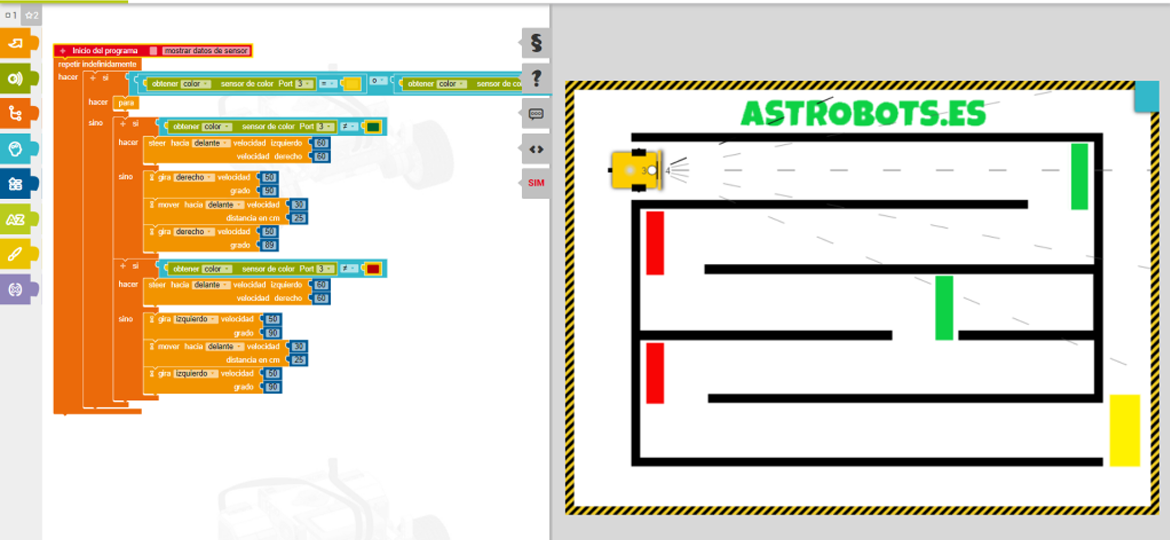 1 2
Inicio del programa mostrar datos de sensor
repetir indefinidamente
hacer si obtener color sensor de color Port 3 = o obtener color sensor de co
hacer para
sino si obtener color sensor de color Port 3 ≠
hacer steer hacia delante velocidad izquierdo 60
velocidad derecho 60
sino gira derecho velocidad 50
grado 90
mover hacia delante velocidad 30
distancia en cm 25
gira derecho velocidad 50
grado 89
si obtener color sensor de color Port 3 ≠
hacer steer hacia delante velocidad izquierdo 60
velocidad derecho 60
sino gira izquierdo velocidad 50
grado 90
mover hacia delante velocidad 30
distancia en cm 25
gira izquierdo velocidad 50
grado 90
AZ
§
?
< >
SIM
ASTROBOTS.ES
3 4